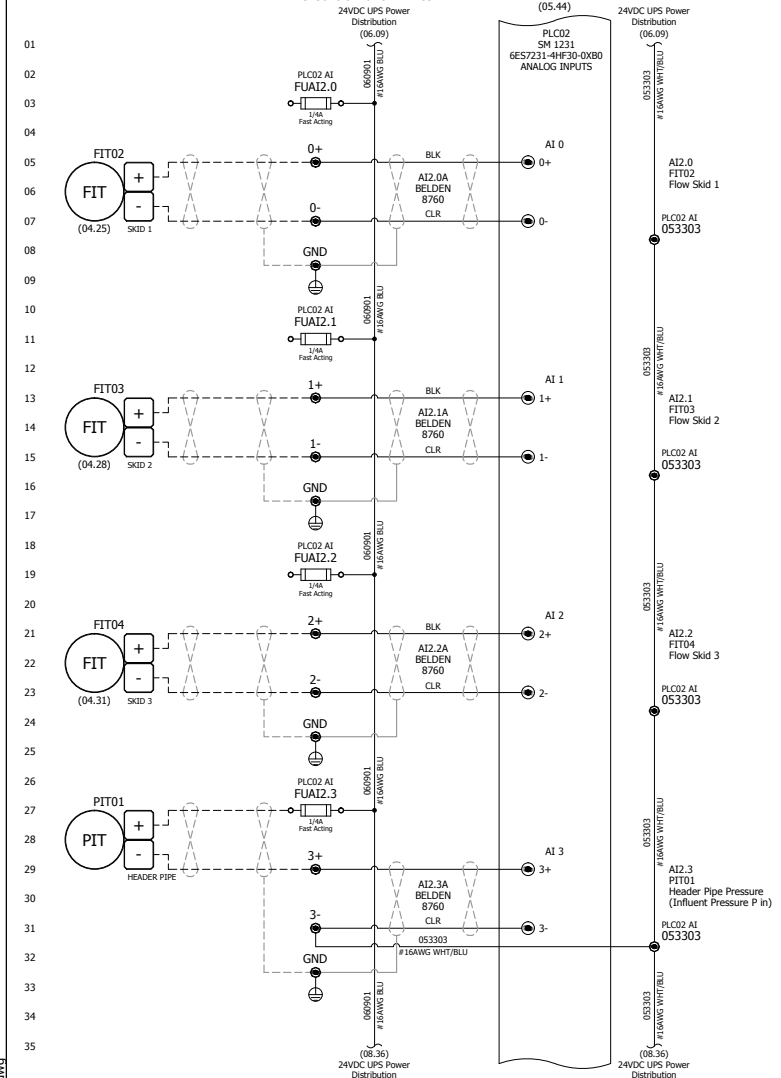 24VDC UPS Power
Distribution
(06.09)
(05.44)
PLC02
SM 1231
6ES7231-4HF30-0XB0
ANALOG INPUTS
24VDC UPS Power
Distribution
(06.09)
01
02
03
04
05
06
07
08
09
10
11
12
13
14
15
16
17
18
19
20
21
22
23
24
25
26
27
28
29
30
31
32
33
34
35
060901
#16AWG BLU
053303
#16AWG WHT/BLU
PLC02 AI
FUAI2.0
1/4A
Fast Acting
FIT02
FIT
+
-
(04.25)
SKID 1
0+
0-
GND
BLK
AI2.0A
BELDEN
8760
CLR
AI 0
0+
0-
AI2.0
FIT02
Flow Skid 1
PLC02 AI
053303
060901
#16AWG BLU
PLC02 AI
FUAI2.1
1/4A
Fast Acting
FIT03
FIT
+
-
(04.28)
SKID 2
1+
1-
GND
BLK
AI2.1A
BELDEN
8760
CLR
AI 1
1+
1-
053303
#16AWG WHT/BLU
AI2.1
FIT03
Flow Skid 2
PLC02 AI
053303
060901
#16AWG BLU
PLC02 AI
FUAI2.2
1/4A
Fast Acting
FIT04
FIT
+
-
(04.31)
SKID 3
2+
2-
GND
BLK
AI2.2A
BELDEN
8760
CLR
AI 2
2+
2-
053303
#16AWG WHT/BLU
AI2.2
FIT04
Flow Skid 3
PLC02 AI
053303
060901
#16AWG BLU
PLC02 AI
FUAI2.3
1/4A
Fast Acting
PIT01
PIT
+
-
HEADER PIPE
3+
3-
GND
BLK
AI2.3A
BELDEN
8760
CLR
053303
#16AWG WHT/BLU
AI 3
3+
3-
053303
#16AWG WHT/BLU
AI2.3
PIT01
Header Pipe Pressure
(Influent Pressure P in)
PLC02 AI
053303
060901
#16AWG BLU
053303
#16AWG WHT/BLU
(08.36)
24VDC UPS Power
Distribution
(08.36)
24VDC UPS Power
Distribution